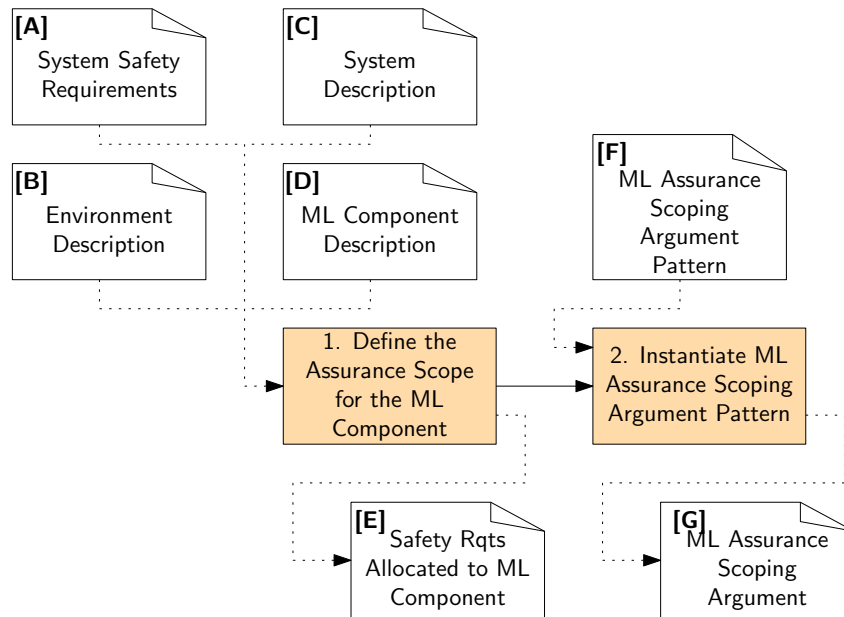 [A]
System Safety
Requirements
[C]
System
Description
[B]
Environment
Description
[D]
ML Component
Description
[F]
ML Assurance
Scoping
Argument
Pattern
1. Define the
Assurance Scope
for the ML
Component
2. Instantiate ML
Assurance Scoping
Argument Pattern
[E]
Safety Rqts
Allocated to ML
Component
[G]
ML Assurance
Scoping
Argument